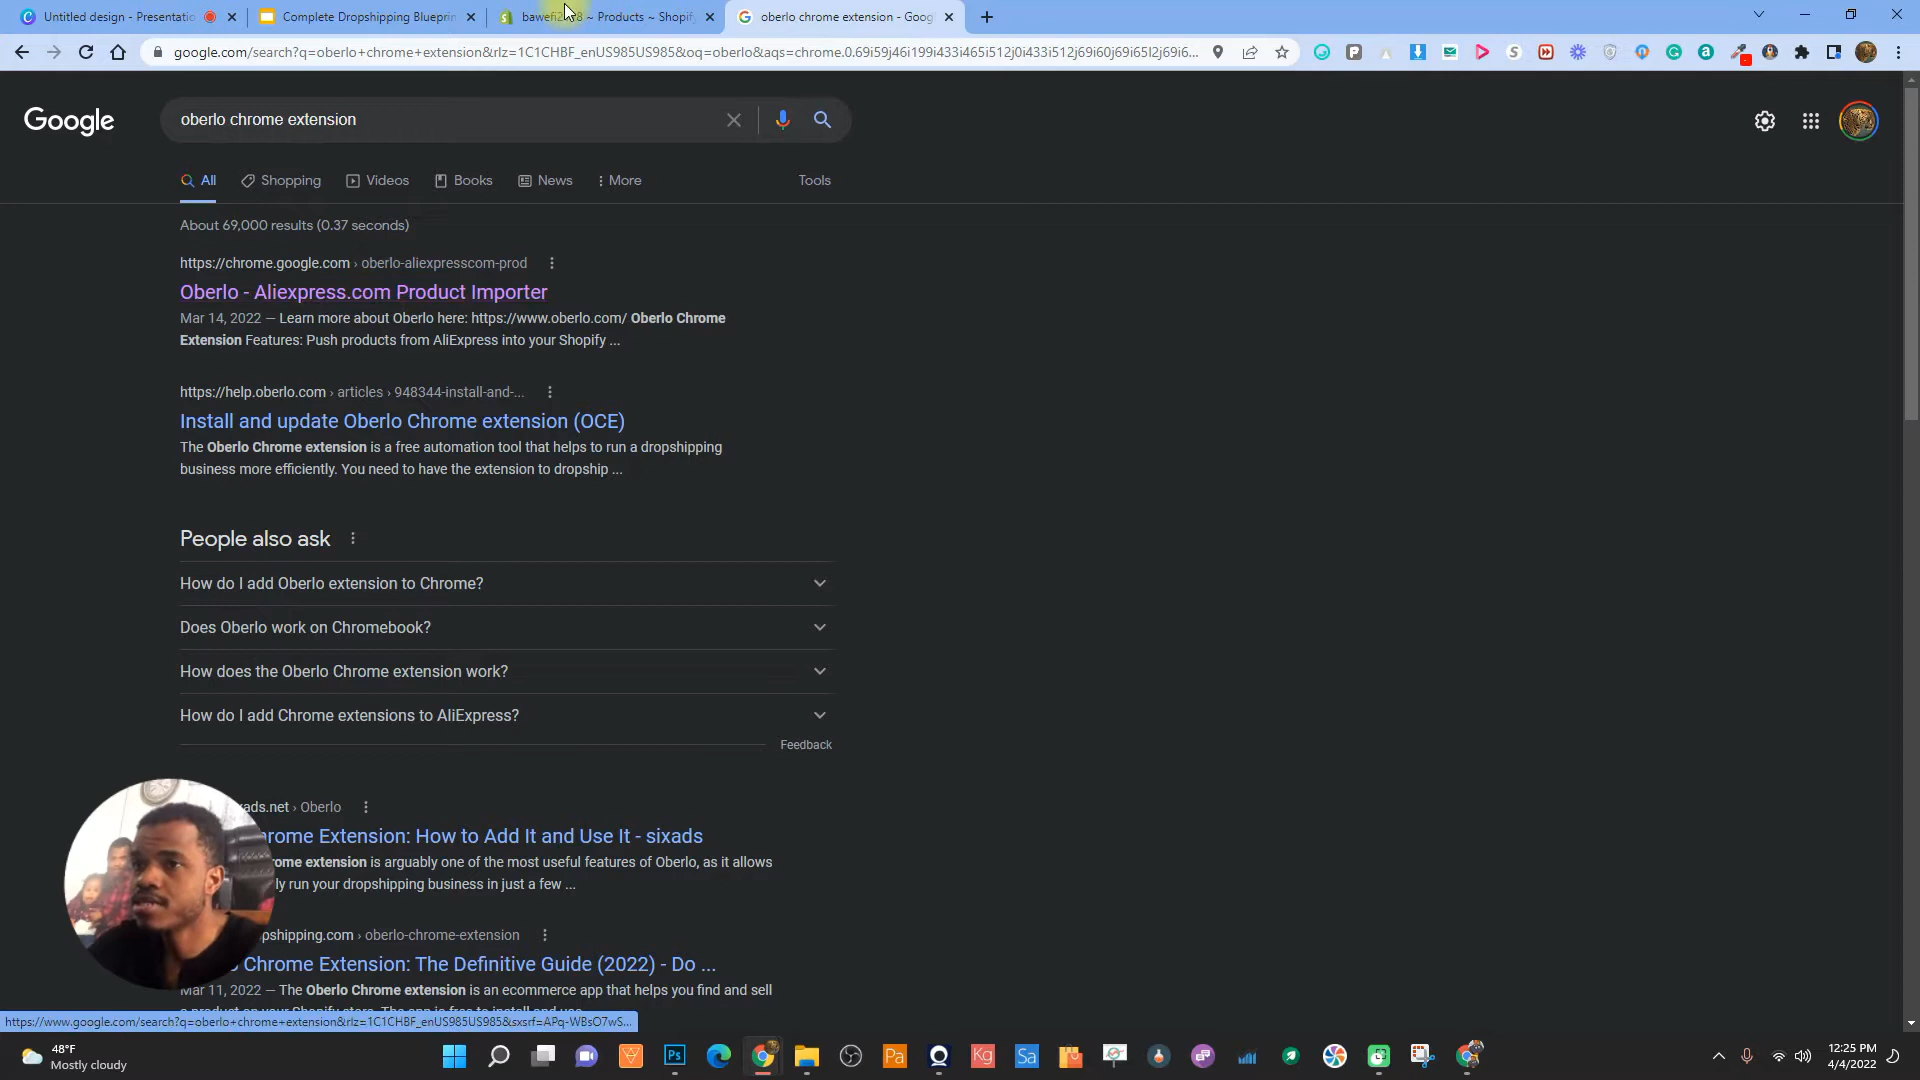 Untitled design - Presentatio
Complete Dropshipping Blueprin
~ Products ~ Shopif
oberlo chrome extension - Goog
google.com/search?q=oberlo+chrome+extension&rlz=1C1CHBF_enUS985US985&oq=oberlo&aqs=chrome.0.69i59j46i199i433i465i512j0i433i512j69i60j69i65l2j69i6...
Google
oberlo chrome extension
All
Shopping
Videos
Books
News
More
Tools
About 69,000 results (0.37 seconds)
https://chrome.google.com › oberlo-aliexpresscom-prod
Oberlo - Aliexpress.com Product Importer
Mar 14, 2022 — Learn more about Oberlo here: https://www.oberlo.com/ Oberlo Chrome
Extension Features: Push products from AliExpress into your Shopify ...
https://help.oberlo.com › articles › 948344-install-and-...
Install and update Oberlo Chrome extension (OCE)
The Oberlo Chrome extension is a free automation tool that helps to run a dropshipping
business more efficiently. You need to have the extension to dropship ...
People also ask
How do I add Oberlo extension to Chrome?
Does Oberlo work on Chromebook?
How does the Oberlo Chrome extension work?
How do I add Chrome extensions to AliExpress?
Feedback
xads.net › Oberlo
hrome Extension: How to Add It and Use It - sixads
rome extension is arguably one of the most useful features of Oberlo, as it allows
ly run your dropshipping business in just a few ...
pshipping.com › oberlo-chrome-extension
Chrome Extension: The Definitive Guide (2022) - Do ...
Mar 11, 2022 — The Oberlo Chrome extension is an ecommerce app that helps you find and sell
https://www.google.com/search?q=oberlo+chrome+extension&rlz=1C1CHBF_enUS985US985&sxsrf=APq-WBsO7wS...
48°F
Mostly cloudy
Ps
Pa
Kg
Sa
12:25 PM
4/4/2022